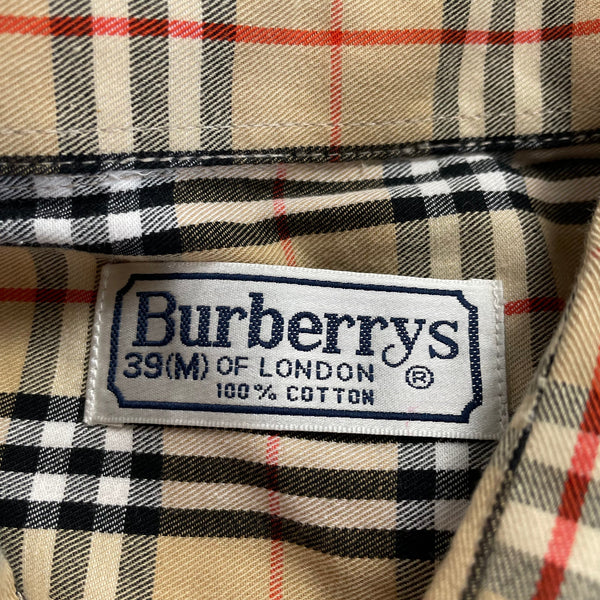 Burberrys
39(M) OF LONDON ®
100% COTTON